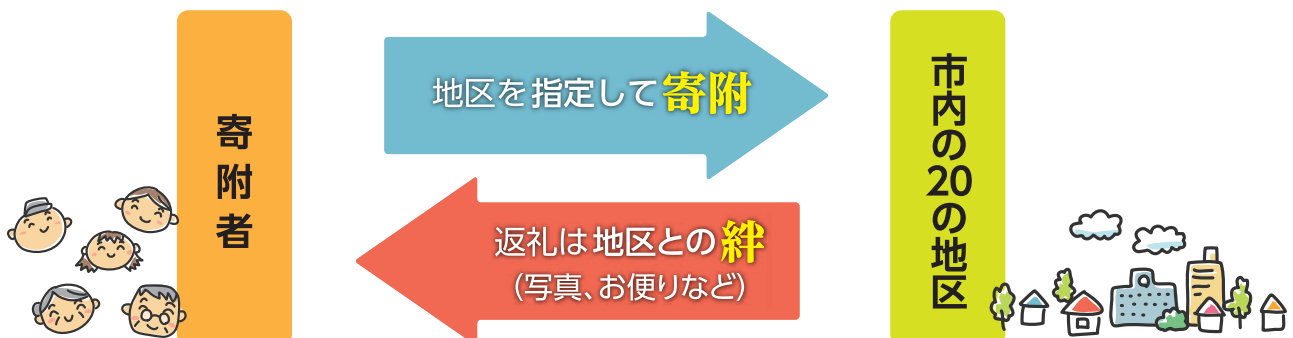 寄附者
地区を指定して寄附
返礼は地区との絆
（写真、お便りなど）
市内の20の地区